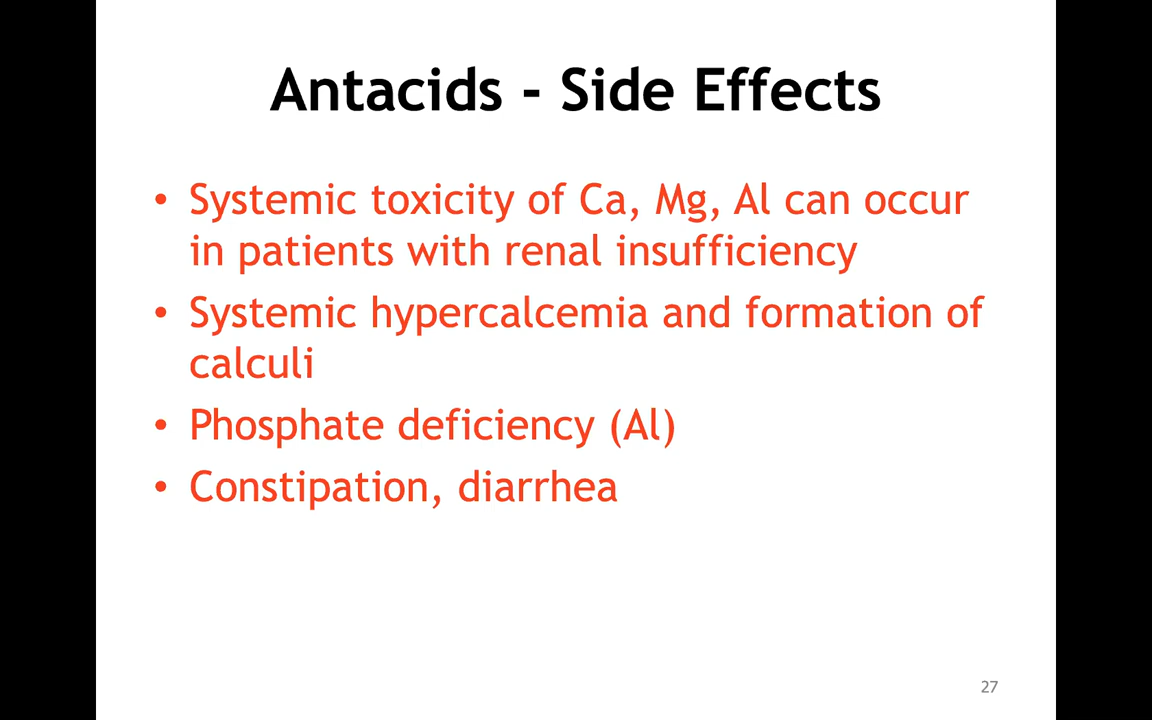 Antacids - Side Effects
• Systemic toxicity of Ca, Mg, Al can occur
in patients with renal insufficiency
• Systemic hypercalcemia and formation of
calculi
• Phosphate deficiency (Al)
• Constipation, diarrhea
27